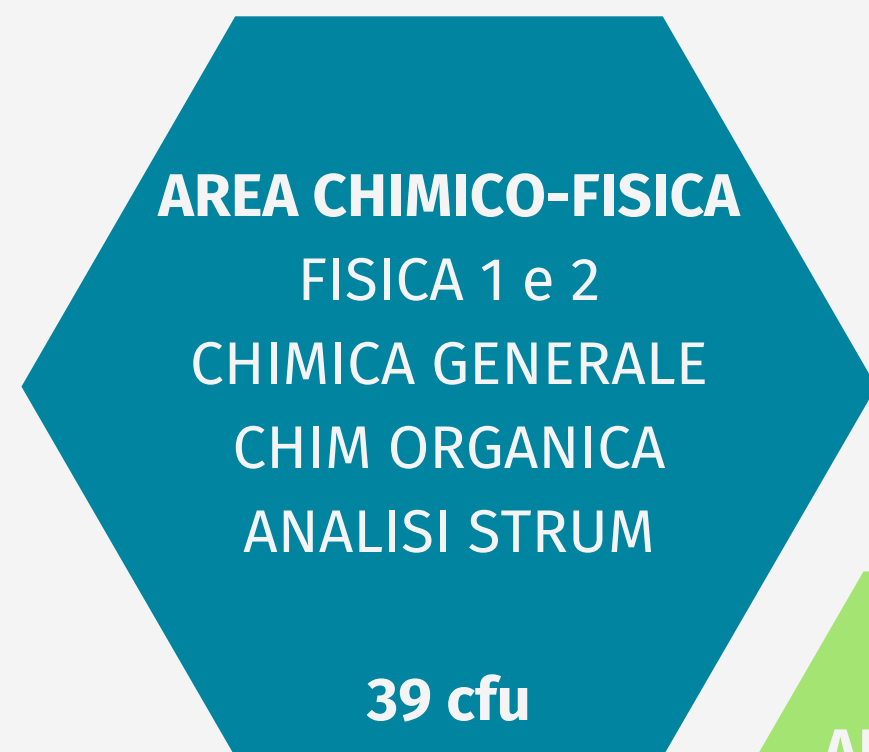 AREA CHIMICO-FISICA
FISICA 1 e 2
CHIMICA GENERALE
CHIM ORGANICA
ANALISI STRUM
39 cfu